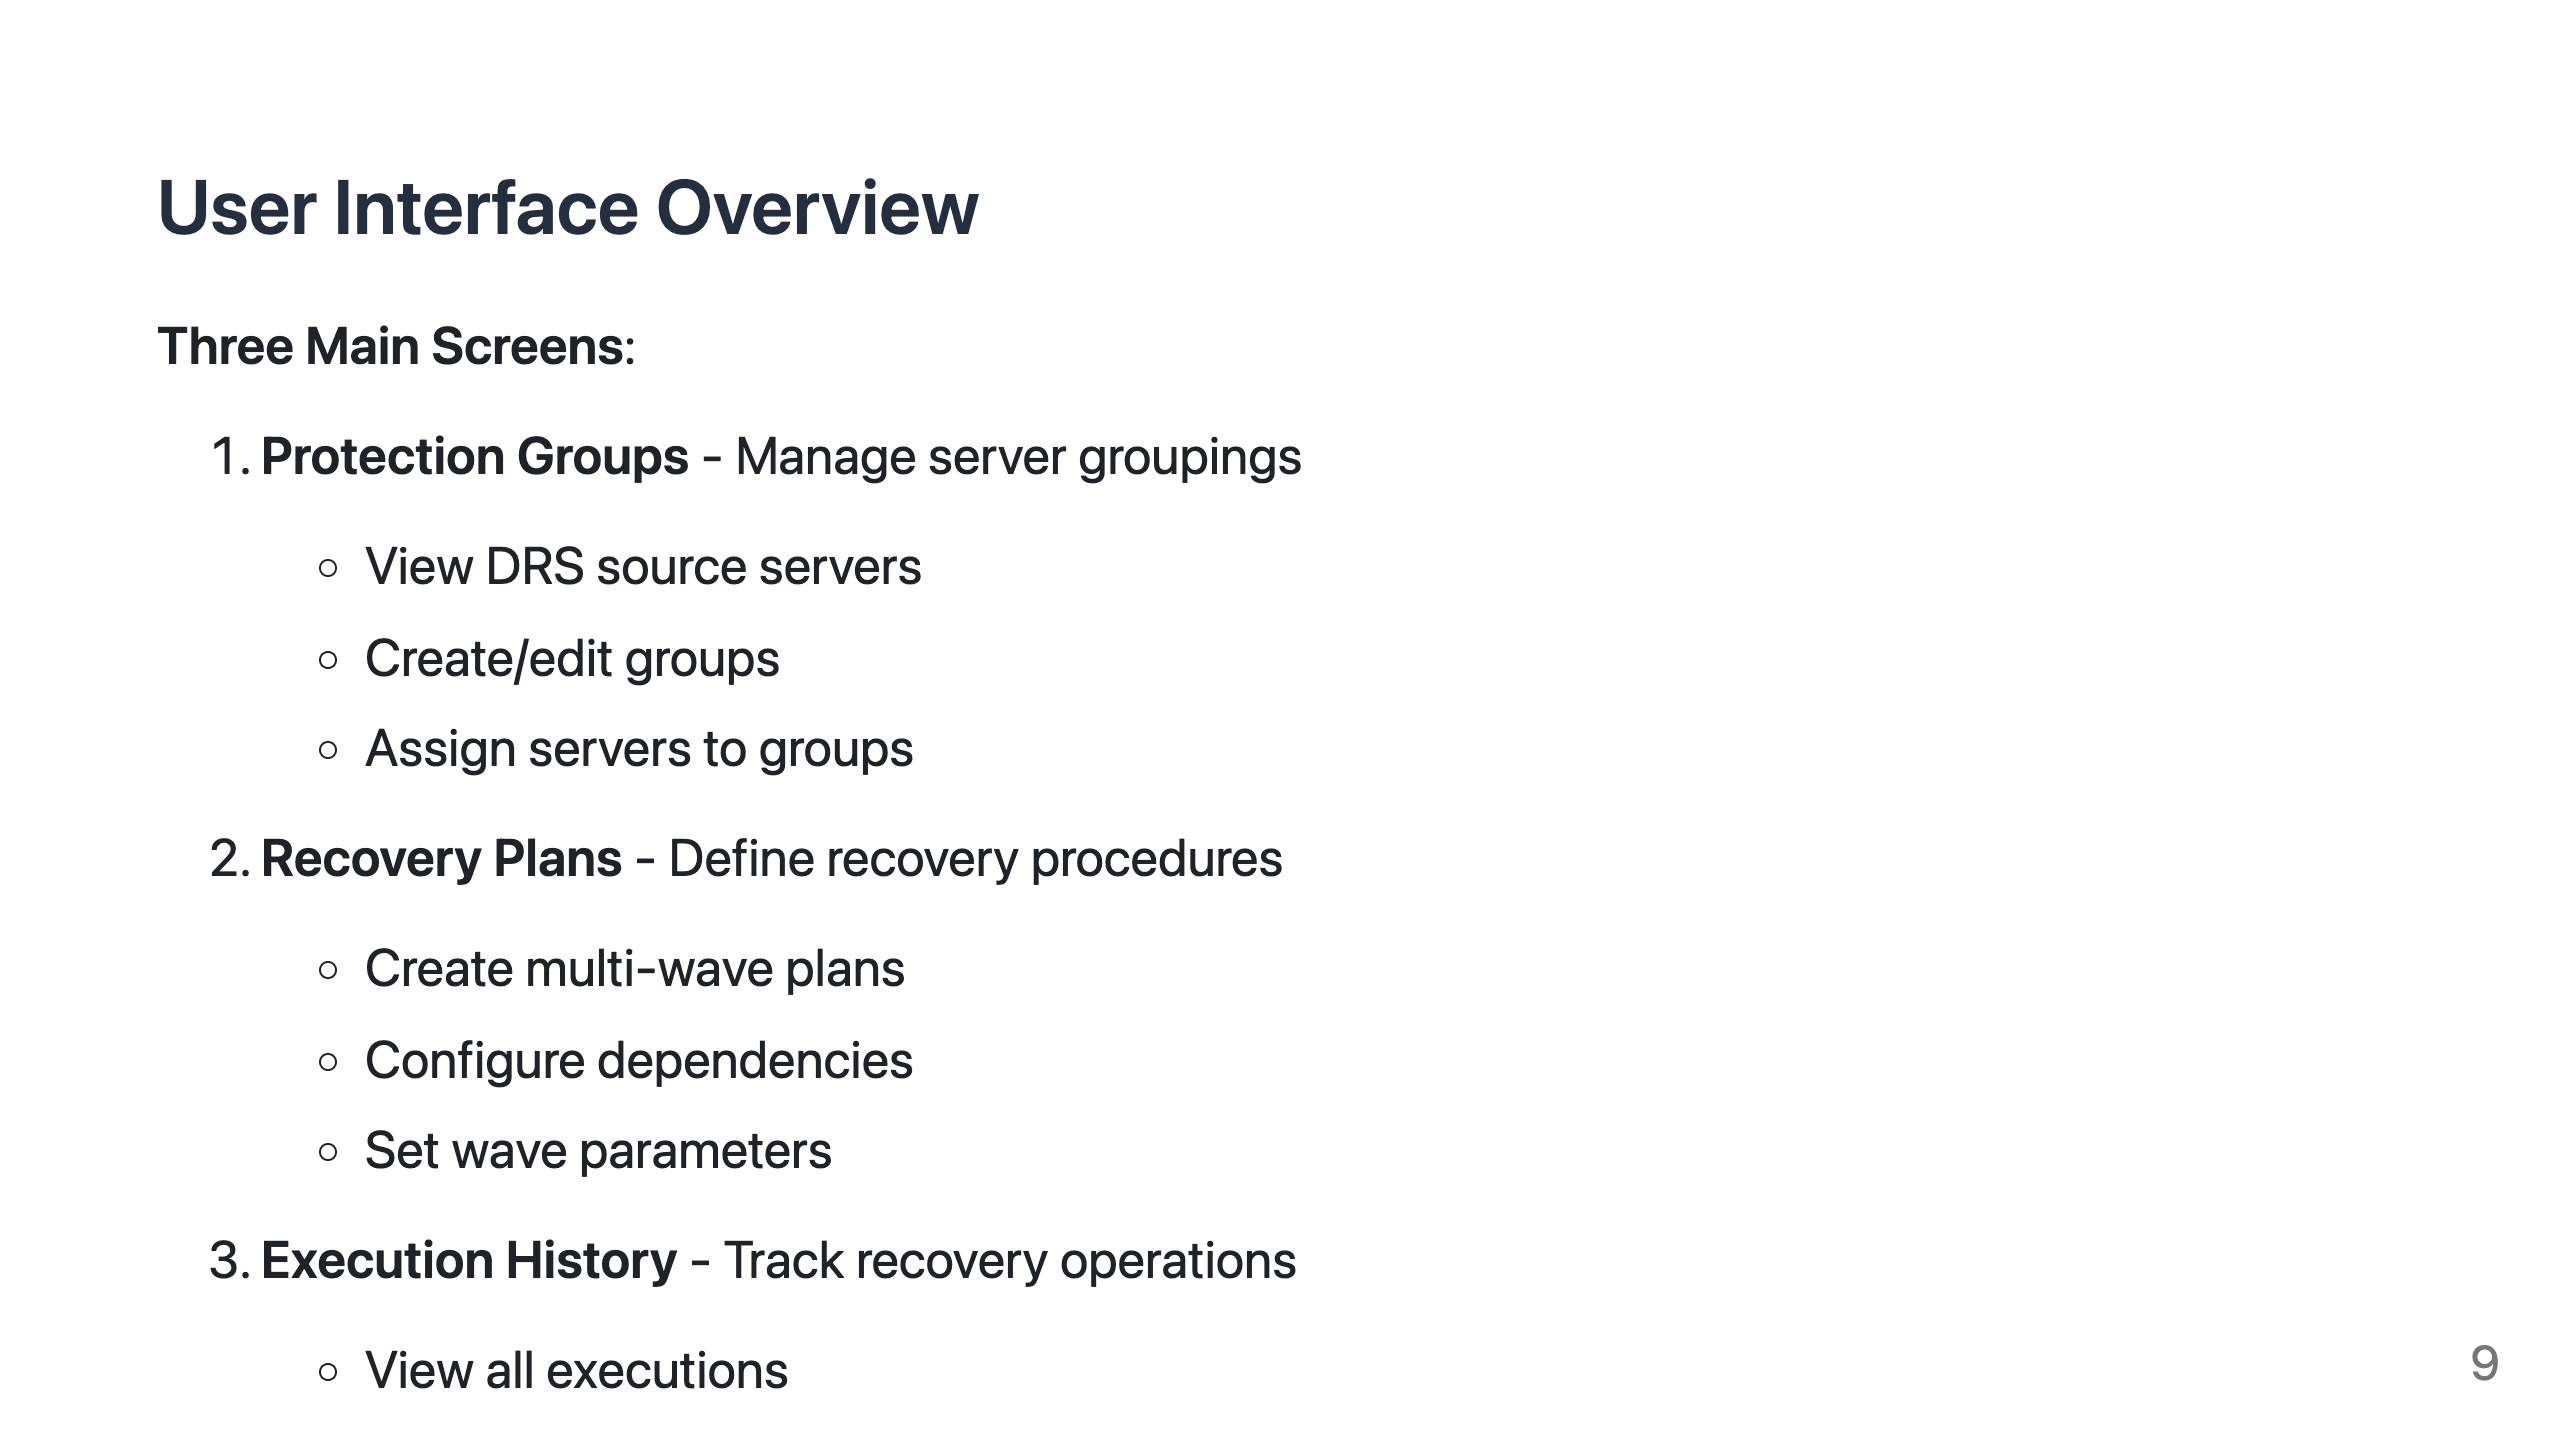 User Interface Overview
Three Main Screens:
1. Protection Groups - Manage server groupings
○ View DRS source servers
○ Create/edit groups
○ Assign servers to groups
2. Recovery Plans - Define recovery procedures
○ Create multi-wave plans
○ Configure dependencies
○ Set wave parameters
3. Execution History - Track recovery operations
○ View all executions
9